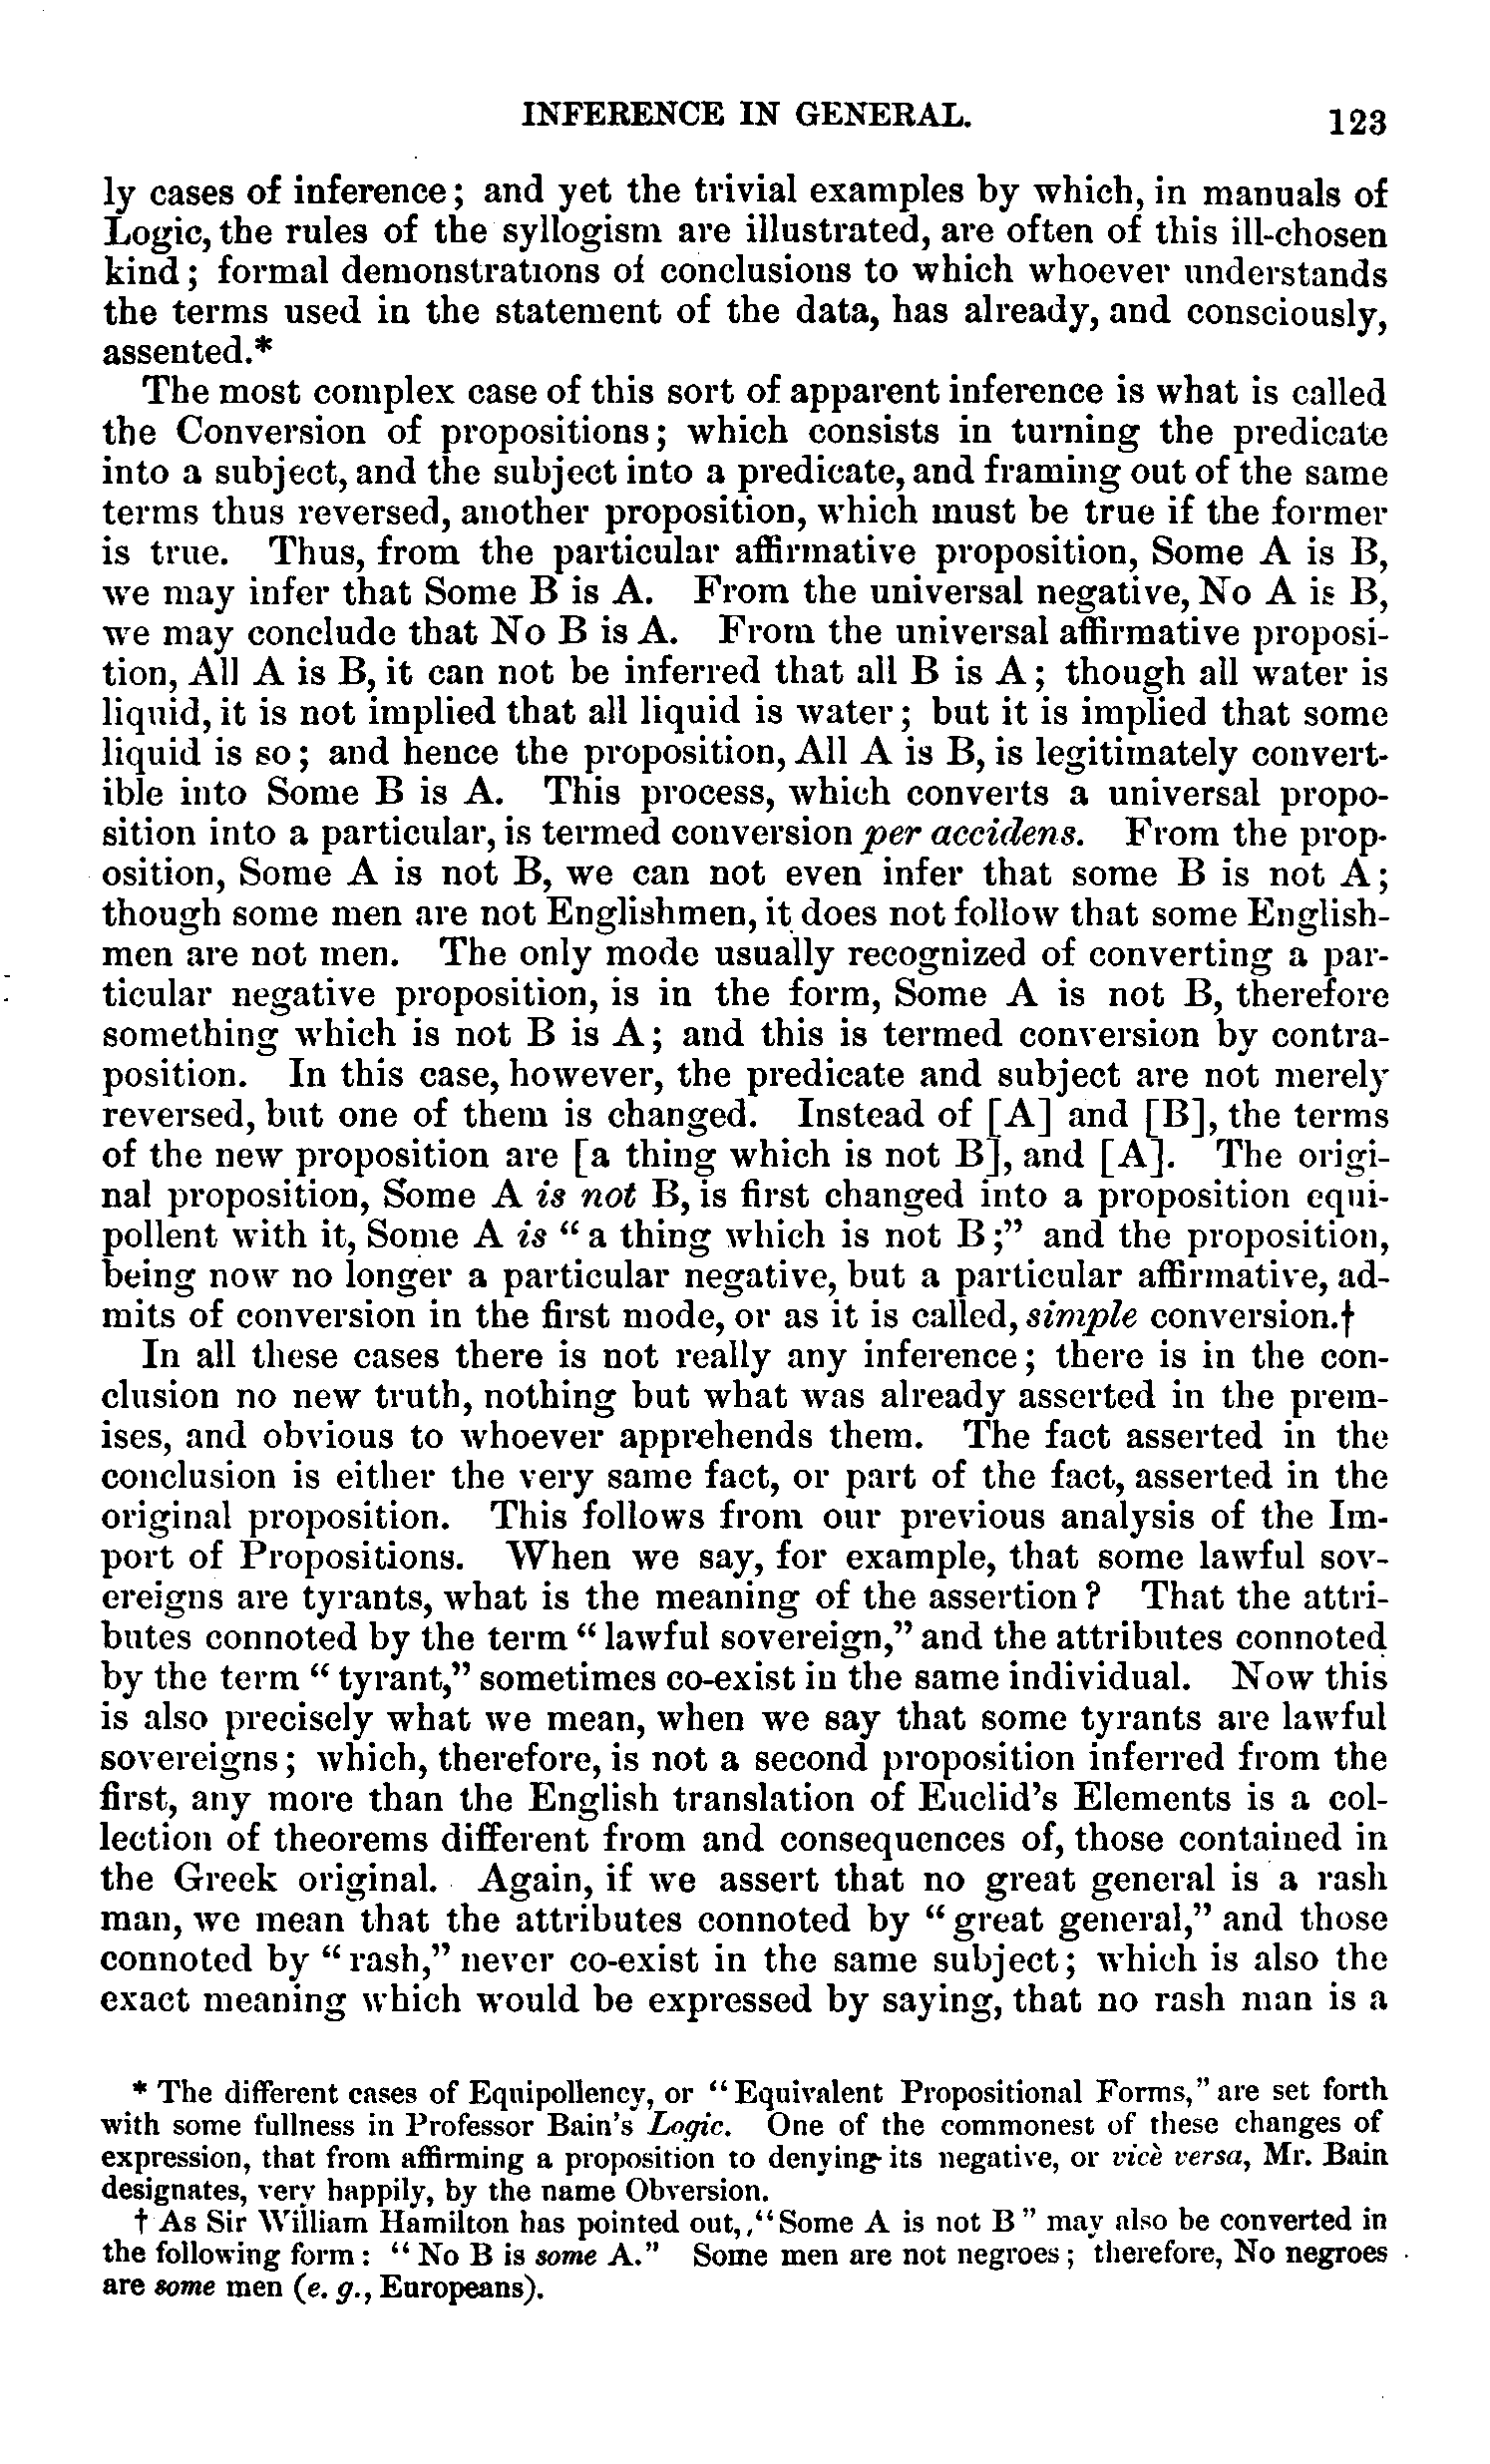 INFERENCE IN GENERAL. 123
ly cases of inference; and yet the trivial examples by which, in manuals of
Logic, the rules of the syllogism are illustrated, are often of this ill-chosen
kind; formal demonstrations of conclusions to which whoever understands
the terms used in the statement of the data, has already, and consciously,
assented.*
The most complex case of this sort of apparent inference is what is called
the Conversion of propositions; which consists in turning the predicate
into a subject, and the subject into a predicate, and framing out of the same
terms thus reversed, another proposition, which must be true if the former
is true. Thus, from the particular affirmative proposition, Some A is B,
we may infer that Some B is A. From the universal negative, No A is B,
we may conclude that No B is A. From the universal affirmative proposi-
tion, All A is B, it can not be inferred that all B is A; though all water is
liquid, it is not implied that all liquid is water; but it is implied that some
liquid is so; and hence the proposition, All A is B, is legitimately convert-
ible into Some B is A. This process, which converts a universal propo-
sition into a particular, is termed conversion per accidens. From the prop-
osition, Some A is not B, we can not even infer that some B is not A;
though some men are not Englishmen, it does not follow that some English-
men are not men. The only mode usually recognized of converting a par-
ticular negative proposition, is in the form, Some A is not B, therefore
something which is not B is A; and this is termed conversion by contra-
position. In this case, however, the predicate and subject are not merely
reversed, but one of them is changed. Instead of [A] and [B], the terms
of the new proposition are [a thing which is not B], and [A]. The origi-
nal proposition, Some A is not B, is first changed into a proposition equi-
pollent with it, Some A is “a thing which is not B;” and the proposition,
being now no longer a particular negative, but a particular affirmative, ad-
mits of conversion in the first mode, or as it is called, simple conversion.†
In all these cases there is not really any inference; there is in the con-
clusion no new truth, nothing but what was already asserted in the prem-
ises, and obvious to whoever apprehends them. The fact asserted in the
conclusion is either the very same fact, or part of the fact, asserted in the
original proposition. This follows from our previous analysis of the Im-
port of Propositions. When we say, for example, that some lawful sov-
ereigns are tyrants, what is the meaning of the assertion? That the attri-
butes connoted by the term “lawful sovereign,” and the attributes connoted
by the term “tyrant,” sometimes co-exist in the same individual. Now this
is also precisely what we mean, when we say that some tyrants are lawful
sovereigns; which, therefore, is not a second proposition inferred from the
first, any more than the English translation of Euclid’s Elements is a col-
lection of theorems different from and consequences of, those contained in
the Greek original. Again, if we assert that no great general is a rash
man, we mean that the attributes connoted by “great general,” and those
connoted by “rash,” never co-exist in the same subject; which is also the
exact meaning which would be expressed by saying, that no rash man is a
* The different cases of Equipollency, or “Equivalent Propositional Forms,” are set forth
with some fullness in Professor Bain’s Logic. One of the commonest of these changes of
expression, that from affirming a proposition to denying its negative, or vicè versa, Mr. Bain
designates, very happily, by the name Obversion.
† As Sir William Hamilton has pointed out, “Some A is not B” may also be converted in
the following form: “No B is some A.” Some men are not negroes; therefore, No negroes
are some men (e. g., Europeans).